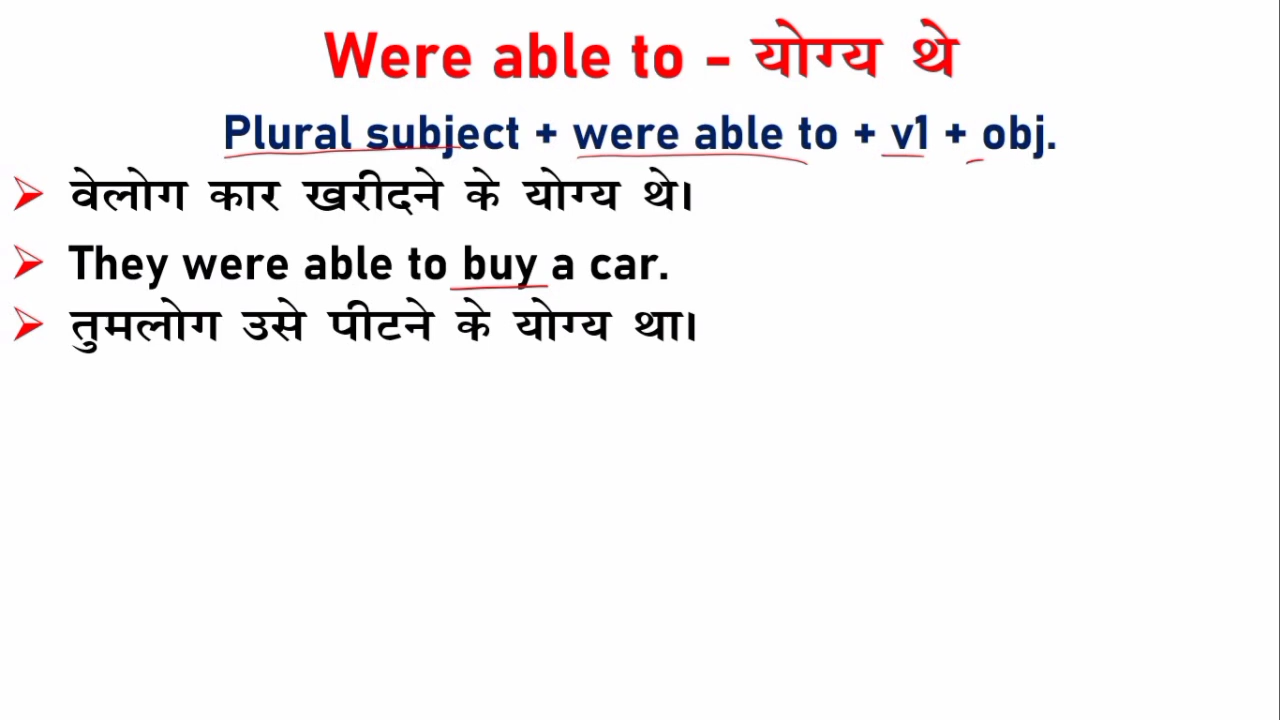 Were able to - योग्य थे
Plural subject + were able to + v1 + obj.
वेलोग कार खरीदने के योग्य थे।
They were able to buy a car.
तुमलोग उसे पीटने के योग्य था।